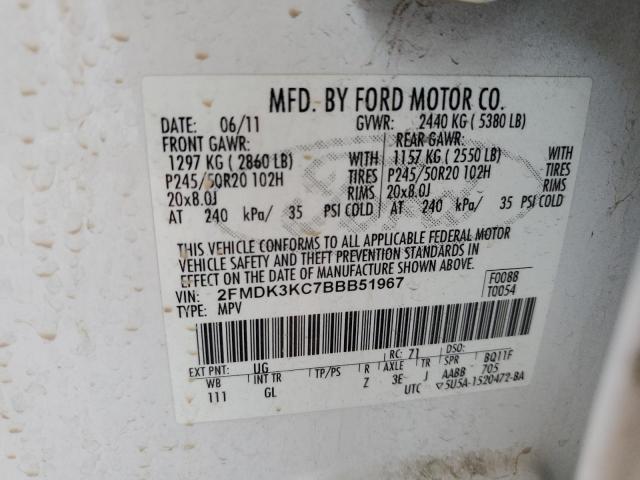 MFD. BY FORD MOTOR CO.
DATE: 06/11 GVWR: 2440 KG ( 5380 LB)
FRONT GAWR: REAR GAWR:
1297 KG ( 2860 LB) WITH 1157 KG ( 2550 LB) WITH
P245/50R20 102H TIRES P245/50R20 102H TIRES
20x8.0J RIMS 20x8.0J RIMS
AT 240 kPa/ 35 PSI COLD AT 240 kPa/ 35 PSI COLD
THIS VEHICLE CONFORMS TO ALL APPLICABLE FEDERAL MOTOR
VEHICLE SAFETY AND THEFT PREVENTION STANDARDS IN
EFFECT ON THE DATE OF MANUFACTURE SHOWN ABOVE.
VIN: 2FMDK3KC7BBB51967 F0088
TYPE: MPV T0054
EXT PNT: UG RC: 71 DSO:
WB INT TR TP/PS R AXLE TR SPR BQ11F
111 GL Z 3E J AABB 705
UTC ▽5U5A-1520472-BA